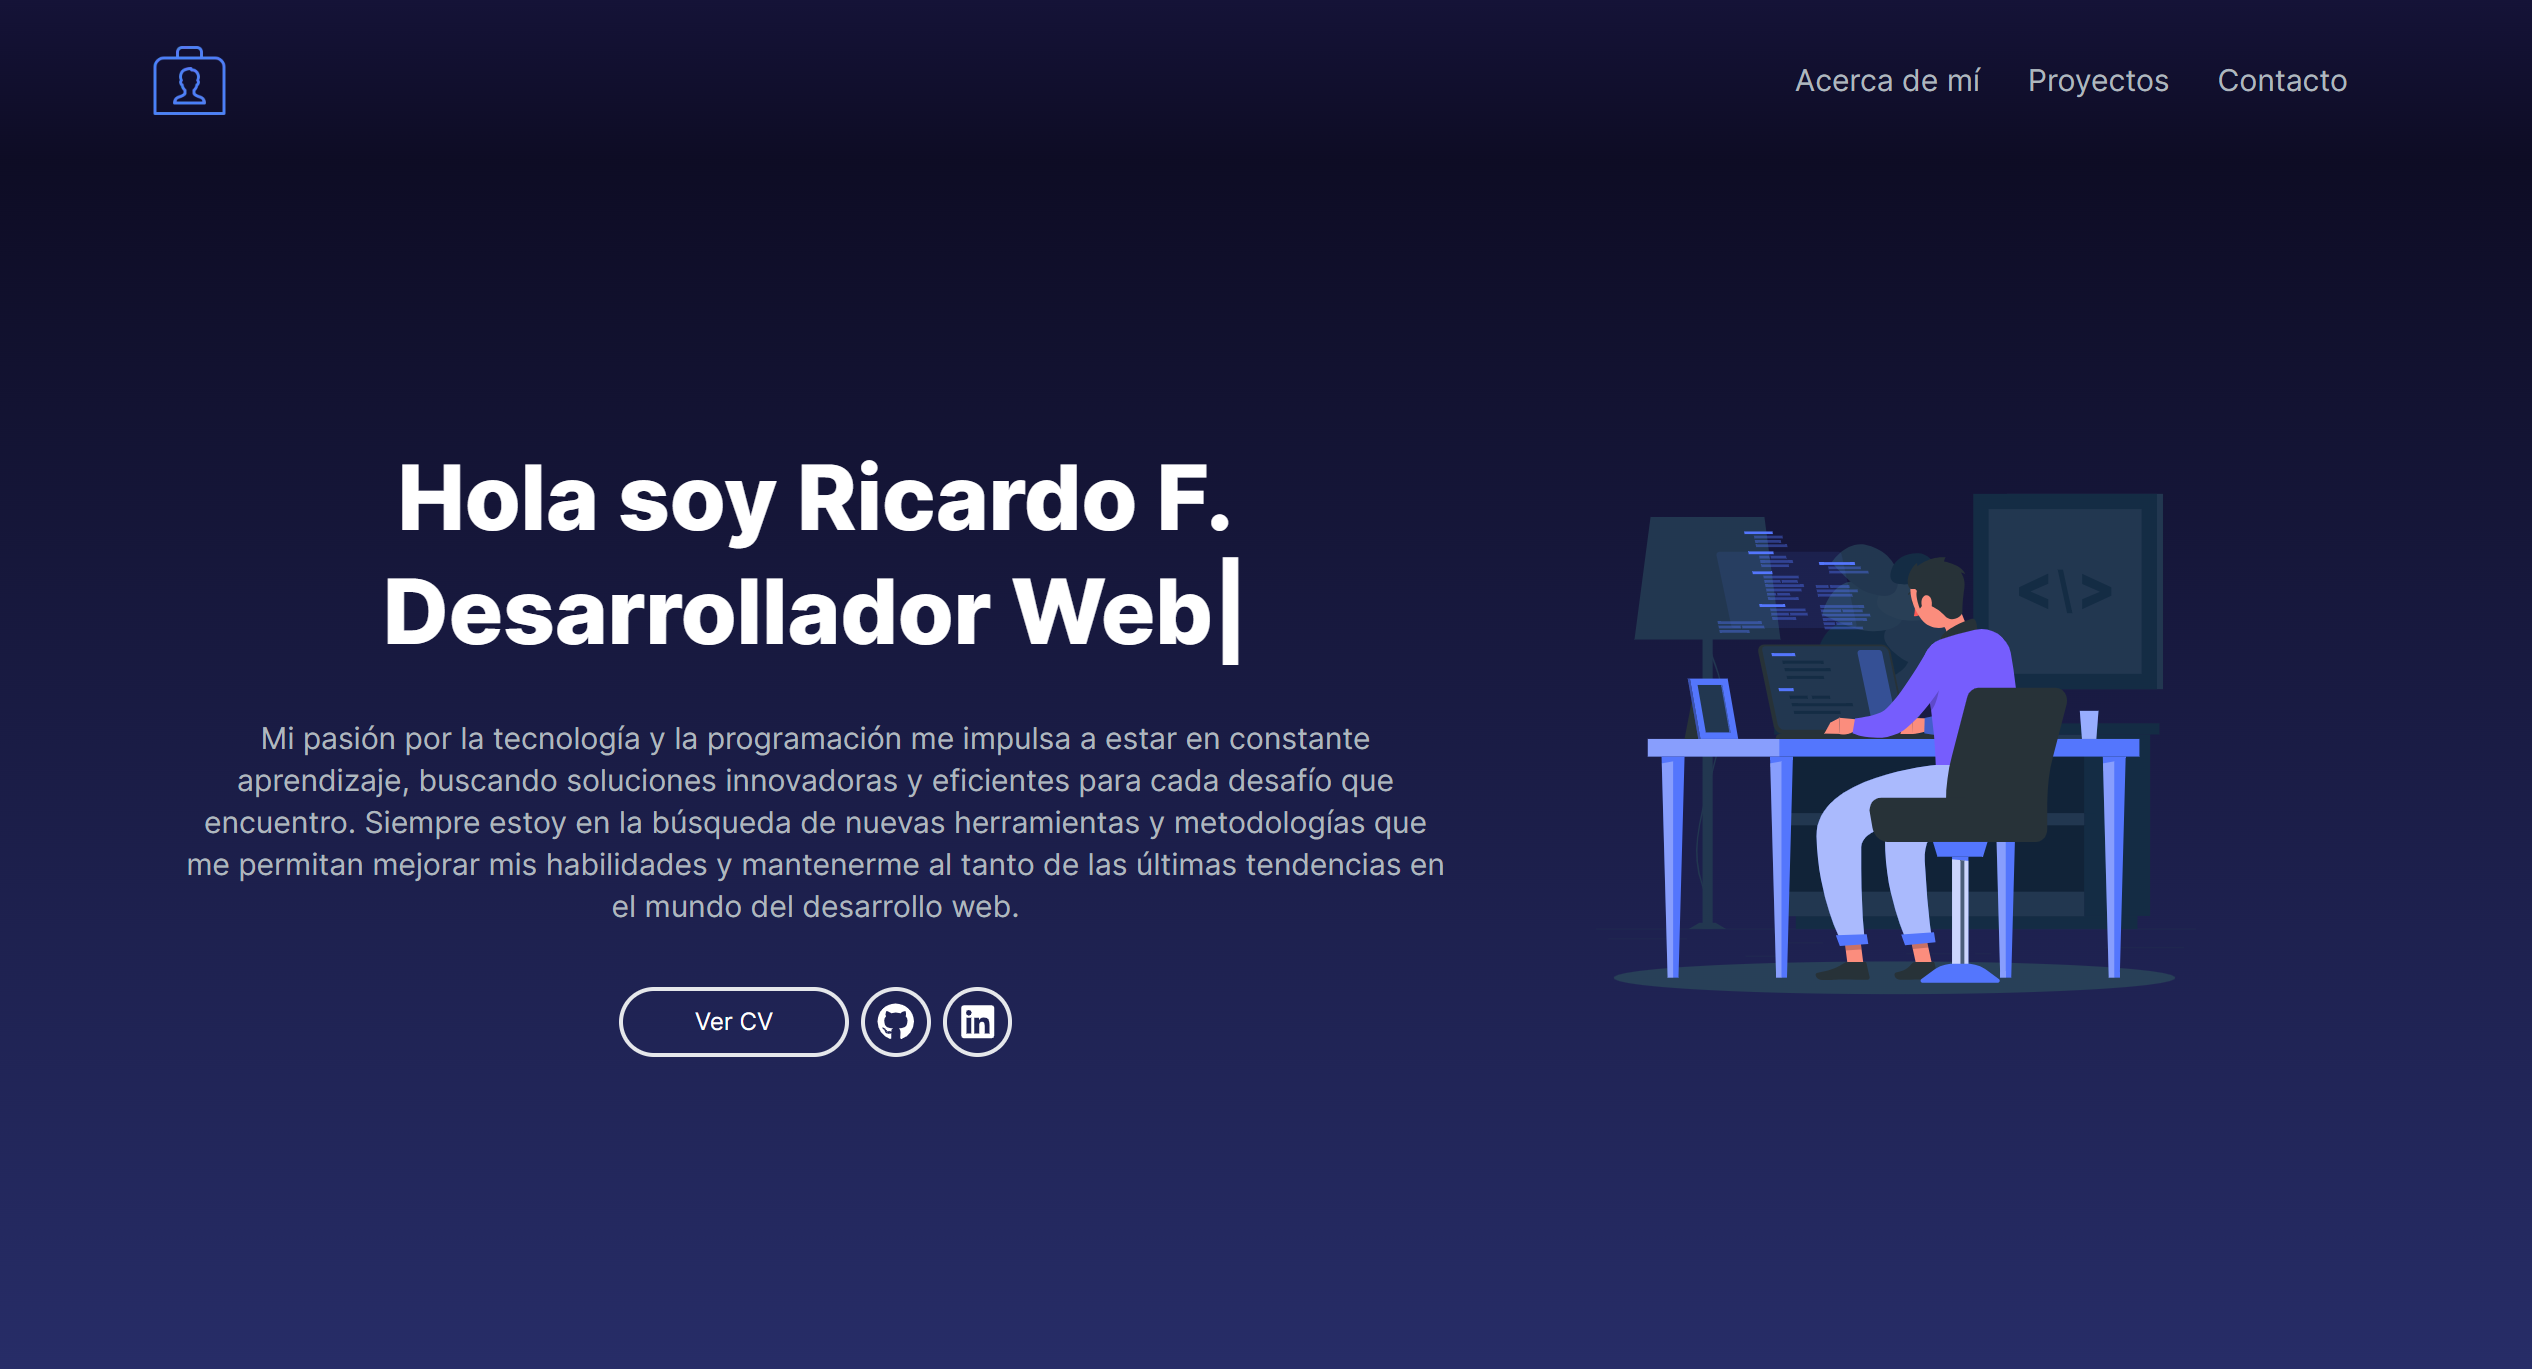 Acerca de mí Proyectos Contacto
Hola soy Ricardo F.
Desarrollador Web|
Mi pasión por la tecnología y la programación me impulsa a estar en constante
aprendizaje, buscando soluciones innovadoras y eficientes para cada desafío que
encuentro. Siempre estoy en la búsqueda de nuevas herramientas y metodologías que
me permitan mejorar mis habilidades y mantenerme al tanto de las últimas tendencias en
el mundo del desarrollo web.
Ver CV
in
<\>